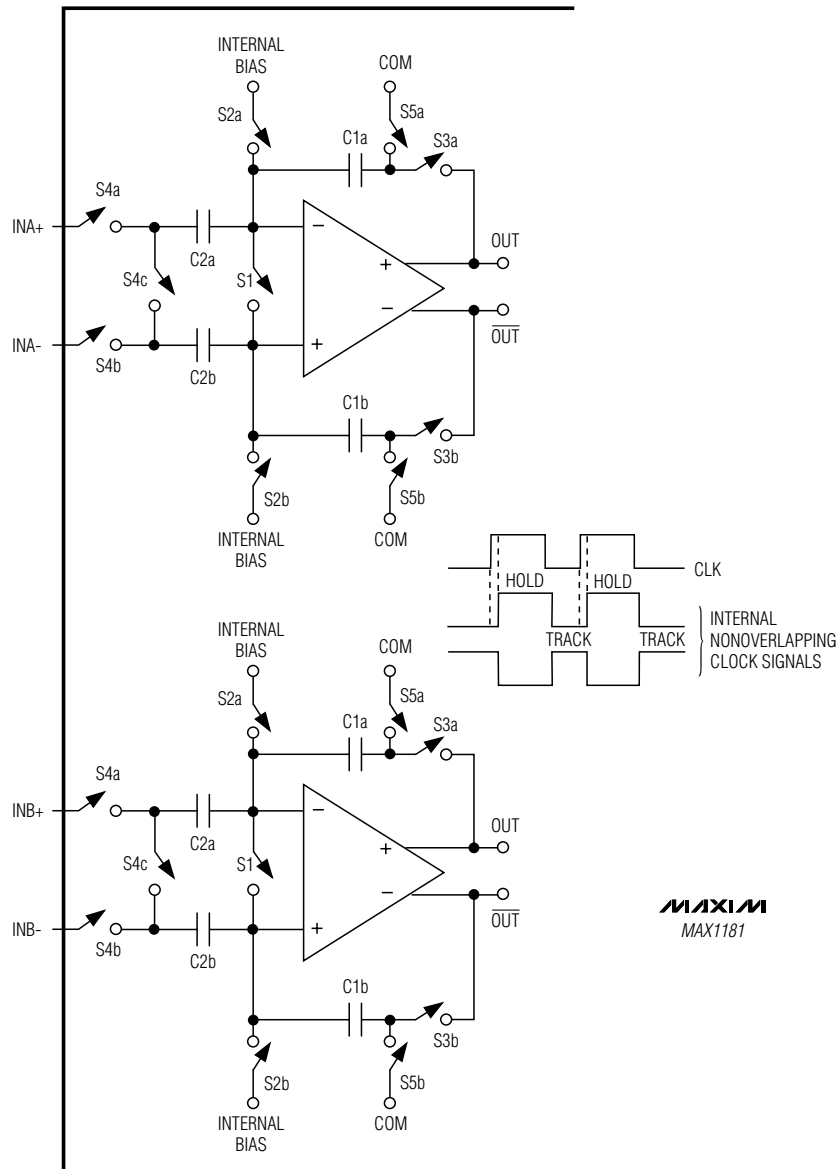 INTERNAL
BIAS
COM
S2a
S5a
C1a
S3a
S4a
INA+
−
C2a
OUT
+
S4c
S1
−
OUT
INA-
+
S4b
C2b
C1b
S3b
S2b
S5b
INTERNAL
BIAS
COM
CLK
HOLD
HOLD
TRACK
TRACK
INTERNAL
NONOVERLAPPING
CLOCK SIGNALS
INTERNAL
BIAS
COM
S2a
S5a
C1a
S3a
S4a
INB+
−
C2a
OUT
+
S4c
S1
−
OUT
INB-
+
S4b
C2b
MAXIM
MAX1181
C1b
S3b
S2b
S5b
INTERNAL
BIAS
COM